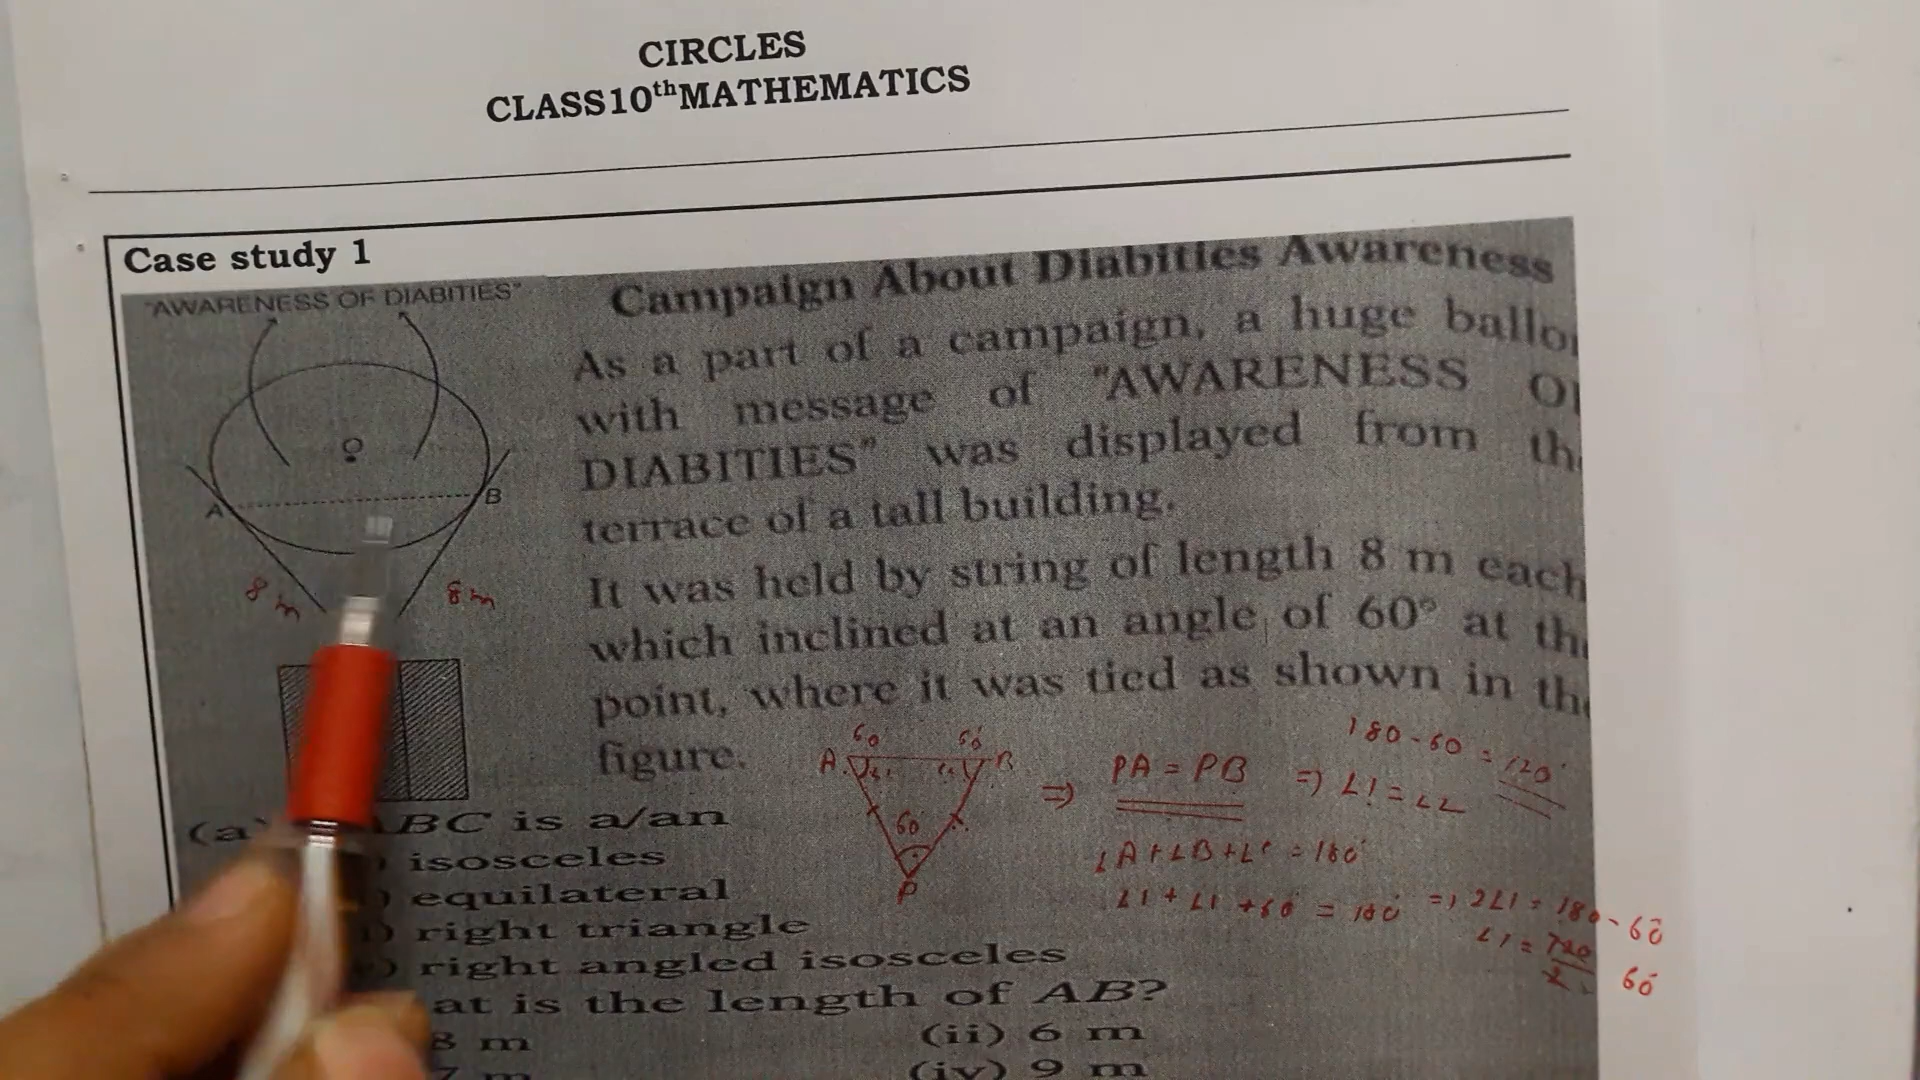 CIRCLES
CLASS10thMATHEMATICS
Case study 1
"AWARENESS OF DIABITIES"
O
A
B
8 m
8 m
Campaign About Diabities Awareness
As a part of a campaign, a huge ballo
with message of "AWARENESS O
DIABITIES" was displayed from th
terrace of a tall building.
It was held by string of length 8 m each
which inclined at an angle of 60° at th
point, where it was tied as shown in th
figure.
60 60
A B
60
P
⇒ PA = PB ⇒ ∠1 = ∠2
180 - 60 = 120°
∠A + ∠B + ∠P = 180°
∠1 + ∠1 + 60 = 180 ⇒ 2∠1 = 180 - 60
∠1 = 120/2 60
(a) BC is a/an
isosceles
) equilateral
) right triangle
) right angled isosceles
at is the length of AB?
8 m (ii) 6 m
7 m (iv) 9 m